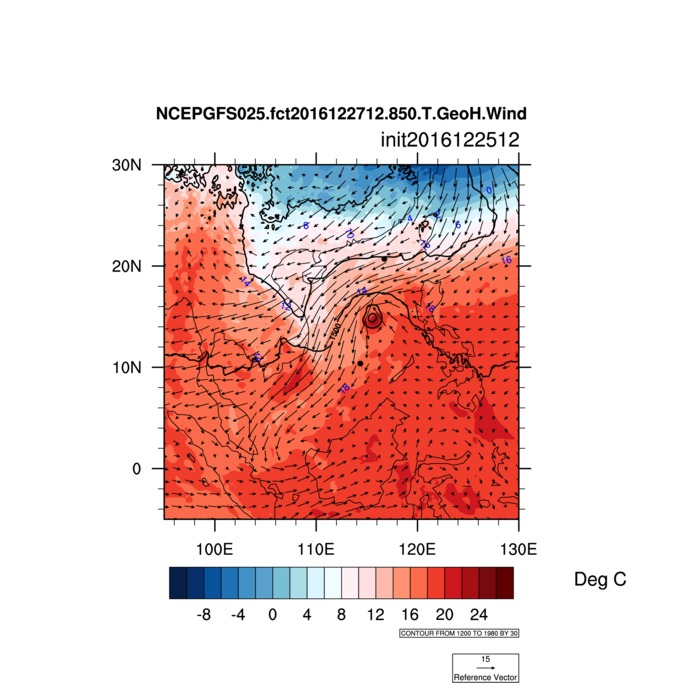 NCEPGFS025.fct2016122712.850.T.GeoH.Wind
init2016122512
30N
20N
10N
0
100E
110E
120E
130E
-8
-4
0
4
8
12
16
20
24
Deg C
CONTOUR FROM 1200 TO 1980 BY 30
15
Reference Vector